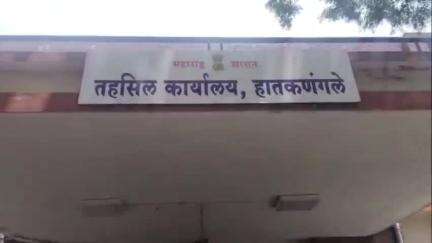 महाराष्ट्र शासन
तहसिल कार्यालय, हातकणंगले